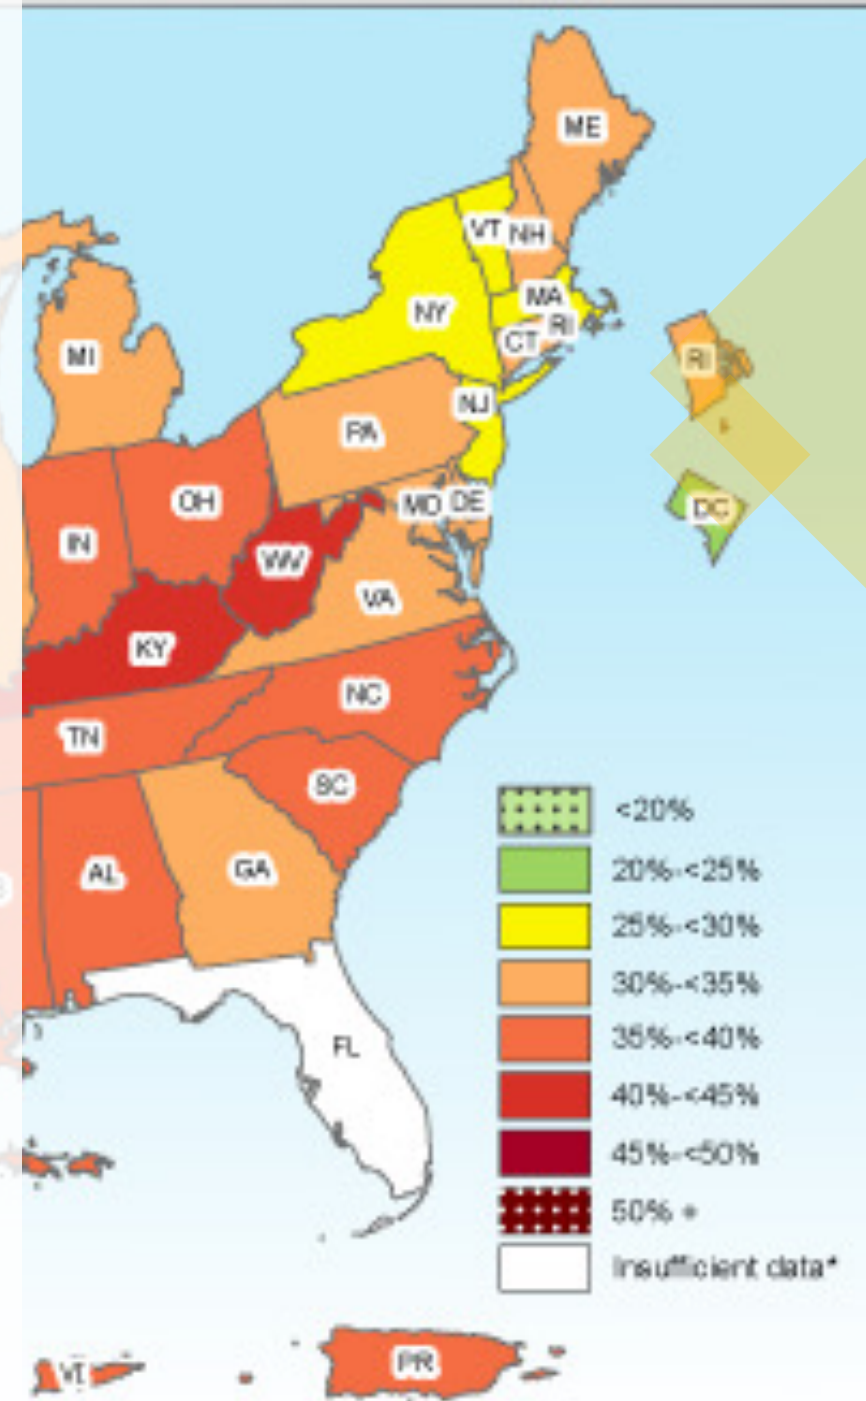 ME
VT NH
MA
NY
RI
CT
MI
RI
NJ
PA
OH
MD DE
DC
IN
WV
VA
KY
NC
TN
SC
<20%
AL
GA
20%-<25%
25%-<30%
30%-<35%
FL
35%-<40%
40%-<45%
45%-<50%
50% +
Insufficient data*
VI
PR